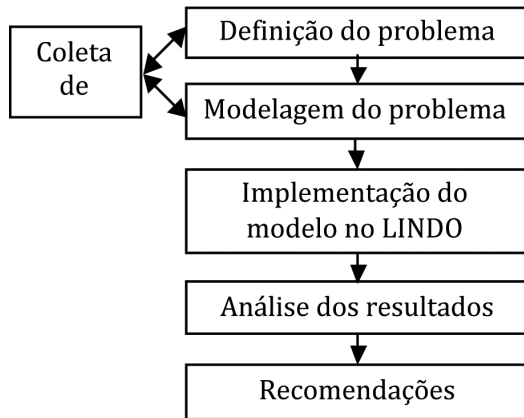 Coleta
de
Definição do problema
Modelagem do problema
Implementação do
modelo no LINDO
Análise dos resultados
Recomendações